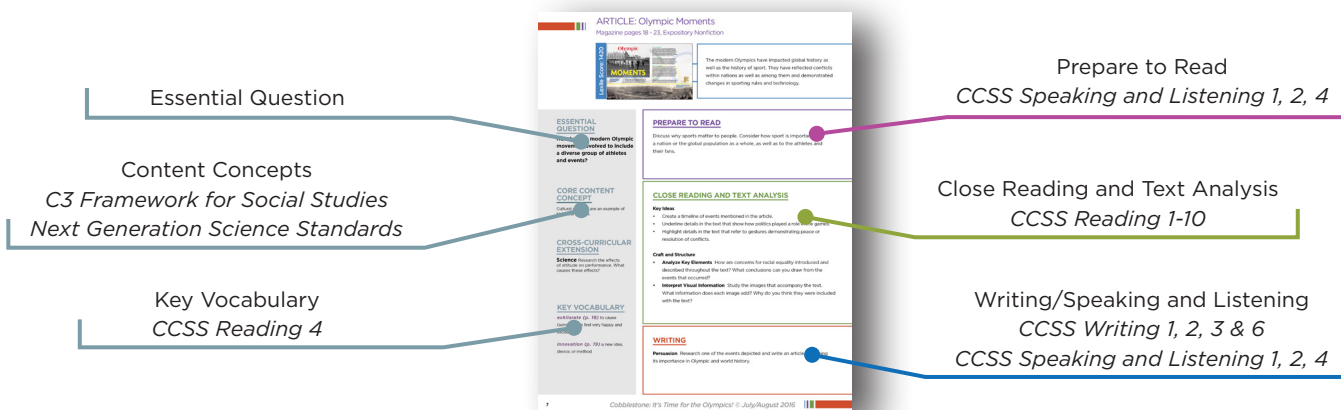 Essential Question
Content Concepts
C3 Framework for Social Studies
Next Generation Science Standards
Key Vocabulary
CCSS Reading 4
ARTICLE: Olympic Moments
Magazine pages 18 - 23, Expository Nonfiction
Lexile Score: 1420
Olympic
MOMENTS
The modern Olympics have impacted global history as
well as the history of sport. They have reflected conflicts
within nations as well as among them and demonstrated
changes in sporting rules and technology.
ESSENTIAL
QUESTION
modern Olympic
evolved to include
a diverse group of athletes
and events?
CORE CONTENT
CONCEPT
Cultural are an example of
CROSS-CURRICULAR
EXTENSION
Science Research the effects
of altitude on performance. What
causes these effects?
KEY VOCABULARY
exhilarate (p. 18) to cause
feel very happy and
innovation (p. 19) a new idea,
device, or method
PREPARE TO READ
Discuss why sports matter to people. Consider how sport is
a nation or the global population as a whole, as well as to the athletes and
their fans.
CLOSE READING AND TEXT ANALYSIS
Key Ideas
• Create a timeline of events mentioned in the article.
• Underline details in the text that show how politics played a role games.
• Highlight details in the text that refer to gestures demonstrating peace or
resolution of conflicts.
Craft and Structure
• Analyze Key Elements How are concerns for racial equality introduced and
described throughout the text? What conclusions can you draw from the
events that occurred?
• Interpret Visual Information Study the images that accompany the text.
What information does each image add? Why do you think they were included
with the text?
WRITING
Persuasion Research one of the events depicted and write an article
its importance in Olympic and world history.
7
Cobblestone: It's Time for the Olympics! © July/August 2016
Prepare to Read
CCSS Speaking and Listening 1, 2, 4
Close Reading and Text Analysis
CCSS Reading 1-10
Writing/Speaking and Listening
CCSS Writing 1, 2, 3 & 6
CCSS Speaking and Listening 1, 2, 4